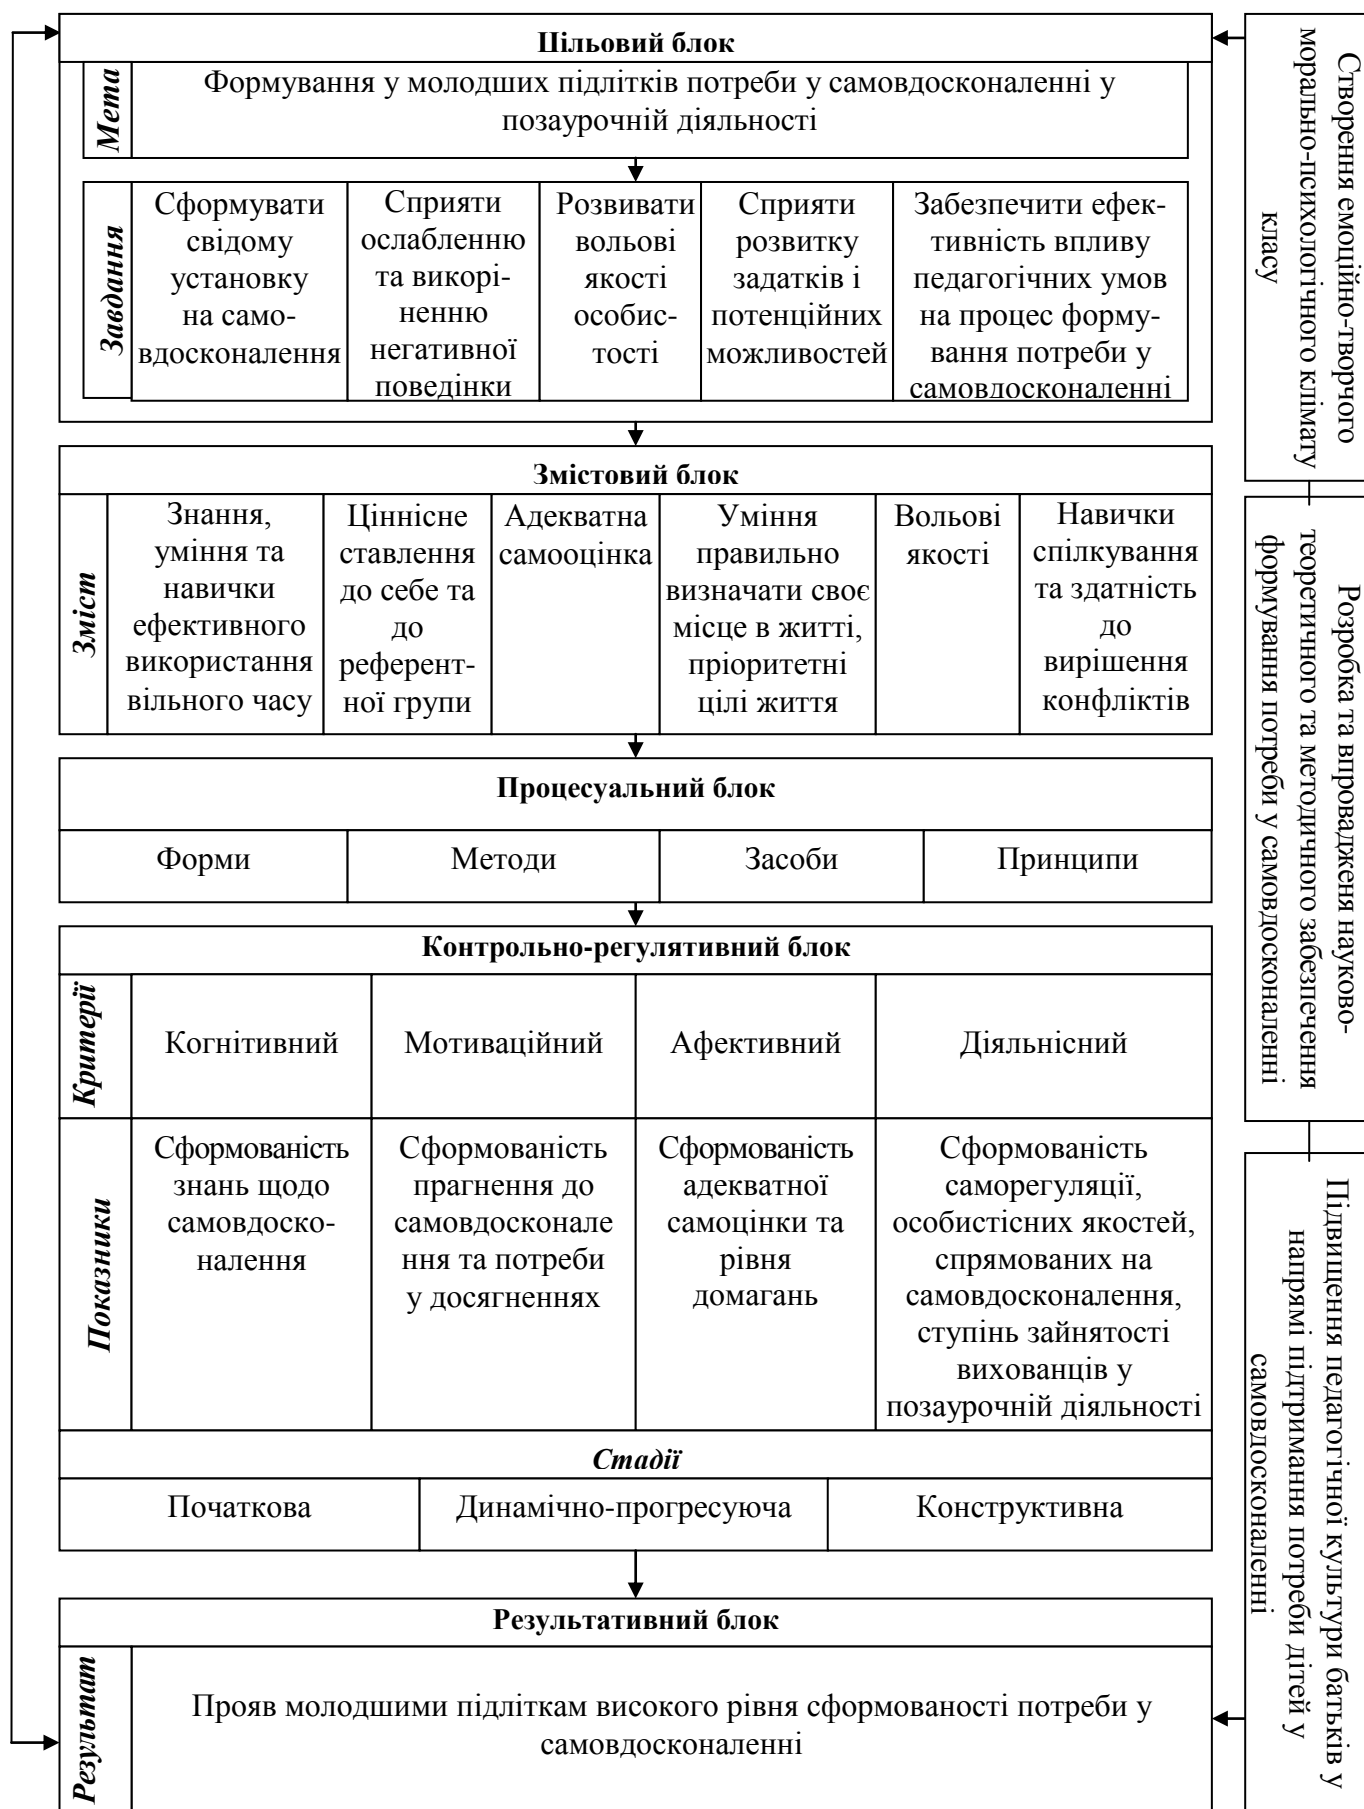 Цільовий блок
Мета
Формування у молодших підлітків потреби у самовдосконаленні у
позаурочній діяльності
Завдання
Сформувати
свідому
установку
на само-
вдосконалення
Сприяти
ослабленню
та викорі-
ненню
негативної
поведінки
Розвивати
вольові
якості
особис-
тості
Сприяти
розвитку
задатків і
потенційних
можливостей
Забезпечити ефек-
тивність впливу
педагогічних умов
на процес форму-
вання потреби у
самовдосконаленні
Змістовий блок
Зміст
Знання,
уміння та
навички
ефективного
використання
вільного часу
Ціннісне
ставлення
до себе та
до
референт-
ної групи
Адекватна
самооцінка
Уміння
правильно
визначати своє
місце в житті,
пріоритетні
цілі життя
Вольові
якості
Навички
спілкування
та здатність
до
вирішення
конфліктів
Процесуальний блок
Форми
Методи
Засоби
Принципи
Контрольно-регулятивний блок
Критерії
Когнітивний
Мотиваційний
Афективний
Діяльнісний
Показники
Сформованість
знань щодо
самовдоско-
налення
Сформованість
прагнення до
самовдосконале
ння та потреби
у досягненнях
Сформованість
адекватної
самоцінки та
рівня
домагань
Сформованість
саморегуляції,
особистісних якостей,
спрямованих на
самовдосконалення,
ступінь зайнятості
вихованців у
позаурочній діяльності
Стадії
Початкова
Динамічно-прогресуюча
Конструктивна
Результативний блок
Результат
Прояв молодшими підліткам високого рівня сформованості потреби у
самовдосконаленні
Створення емоційно-творчого
морально-психологічного клімату
класу
Розробка та впровадженя науково-
теоретичного та методичного забезпечення
формування потреби у самовдосконаленні
Підвищення педагогічної культури батьків у
напрямі підтримання потреби дітей у
самовдосконаленні